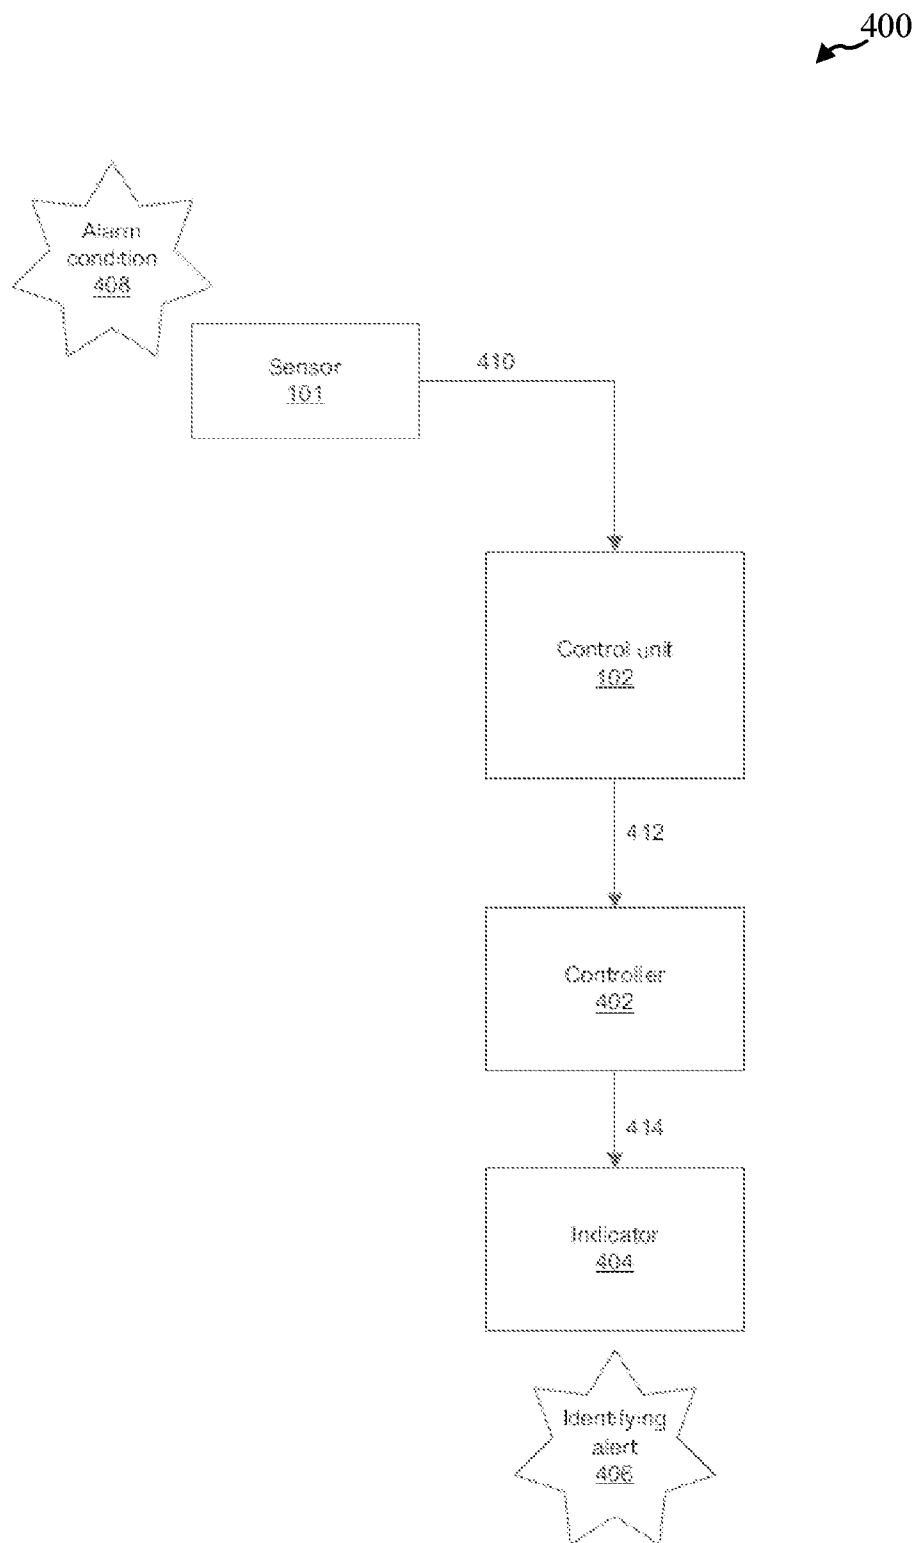 400
Alarm
condition
408
Sensor
101
410
Control unit
102
412
Controller
402
414
Indicator
404
Identifying
alert
406